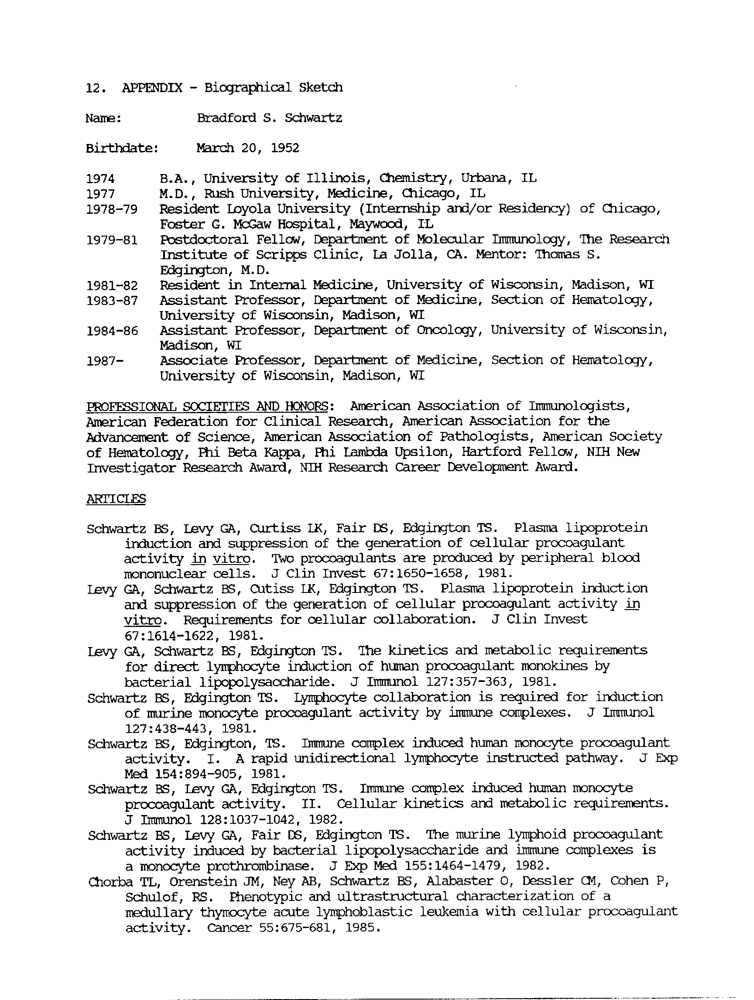 12. APPENDIX - Biographical Sketch
Name: Bradford S. Schwartz
Birthdate: March 20, 1952
1974 B.A., University of Illinois, Chemistry, Urbana, IL
1977 M.D., Rush University, Medicine, Chicago, IL
1978-79 Resident Loyola University (Internship and/or Residency) of Chicago,
Foster G. McGaw Hospital, Maywood, IL
1979-81 Postdoctoral Fellow, Department of Molecular Immunology, The Research
Institute of Scripps Clinic, La Jolla, CA. Mentor: Thomas S.
Edgington, M.D.
1981-82 Resident in Internal Medicine, University of Wisconsin, Madison, WI
1983-87 Assistant Professor, Department of Medicine, Section of Hematology,
University of Wisconsin, Madison, WI
1984-86 Assistant Professor, Department of Oncology, University of Wisconsin,
Madison, WI
1987- Associate Professor, Department of Medicine, Section of Hematology,
University of Wisconsin, Madison, WI
PROFESSIONAL SOCIETIES AND HONORS: American Association of Immunologists,
American Federation for Clinical Research, American Association for the
Advancement of Science, American Association of Pathologists, American Society
of Hematology, Phi Beta Kappa, Phi Lambda Upsilon, Hartford Fellow, NIH New
Investigator Research Award, NIH Research Career Development Award.
ARTICLES
Schwartz BS, Levy GA, Curtiss LK, Fair DS, Edgington TS. Plasma lipoprotein
induction and suppression of the generation of cellular procoagulant
activity in vitro. Two procoagulants are produced by peripheral blood
mononuclear cells. J Clin Invest 67:1650-1658, 1981.
Levy GA, Schwartz BS, Cutiss LK, Edgington TS. Plasma lipoprotein induction
and suppression of the generation of cellular procoagulant activity in
vitro. Requirements for cellular collaboration. J Clin Invest
67:1614-1622, 1981.
Levy GA, Schwartz BS, Edgington TS. The kinetics and metabolic requirements
for direct lymphocyte induction of human procoagulant monokines by
bacterial lipopolysaccharide. J Immunol 127:357-363, 1981.
Schwartz BS, Edgington TS. Lymphocyte collaboration is required for induction
of murine monocyte procoagulant activity by immune complexes. J Immunol
127:438-443, 1981.
Schwartz BS, Edgington, TS. Immune complex induced human monocyte procoagulant
activity. I. A rapid unidirectional lymphocyte instructed pathway. J Exp
Med 154:894-905, 1981.
Schwartz BS, Levy GA, Edgington TS. Immune complex induced human monocyte
procoagulant activity. II. Cellular kinetics and metabolic requirements.
J Immunol 128:1037-1042, 1982.
Schwartz BS, Levy GA, Fair DS, Edgington TS. The murine lymphoid procoagulant
activity induced by bacterial lipopolysaccharide and immune complexes is
a monocyte prothrombinase. J Exp Med 155:1464-1479, 1982.
Chorba TL, Orenstein JM, Ney AB, Schwartz BS, Alabaster O, Dessler CM, Cohen P,
Schulof, RS. Phenotypic and ultrastructural characterization of a
medullary thymocyte acute lymphoblastic leukemia with cellular procoagulant
activity. Cancer 55:675-681, 1985.